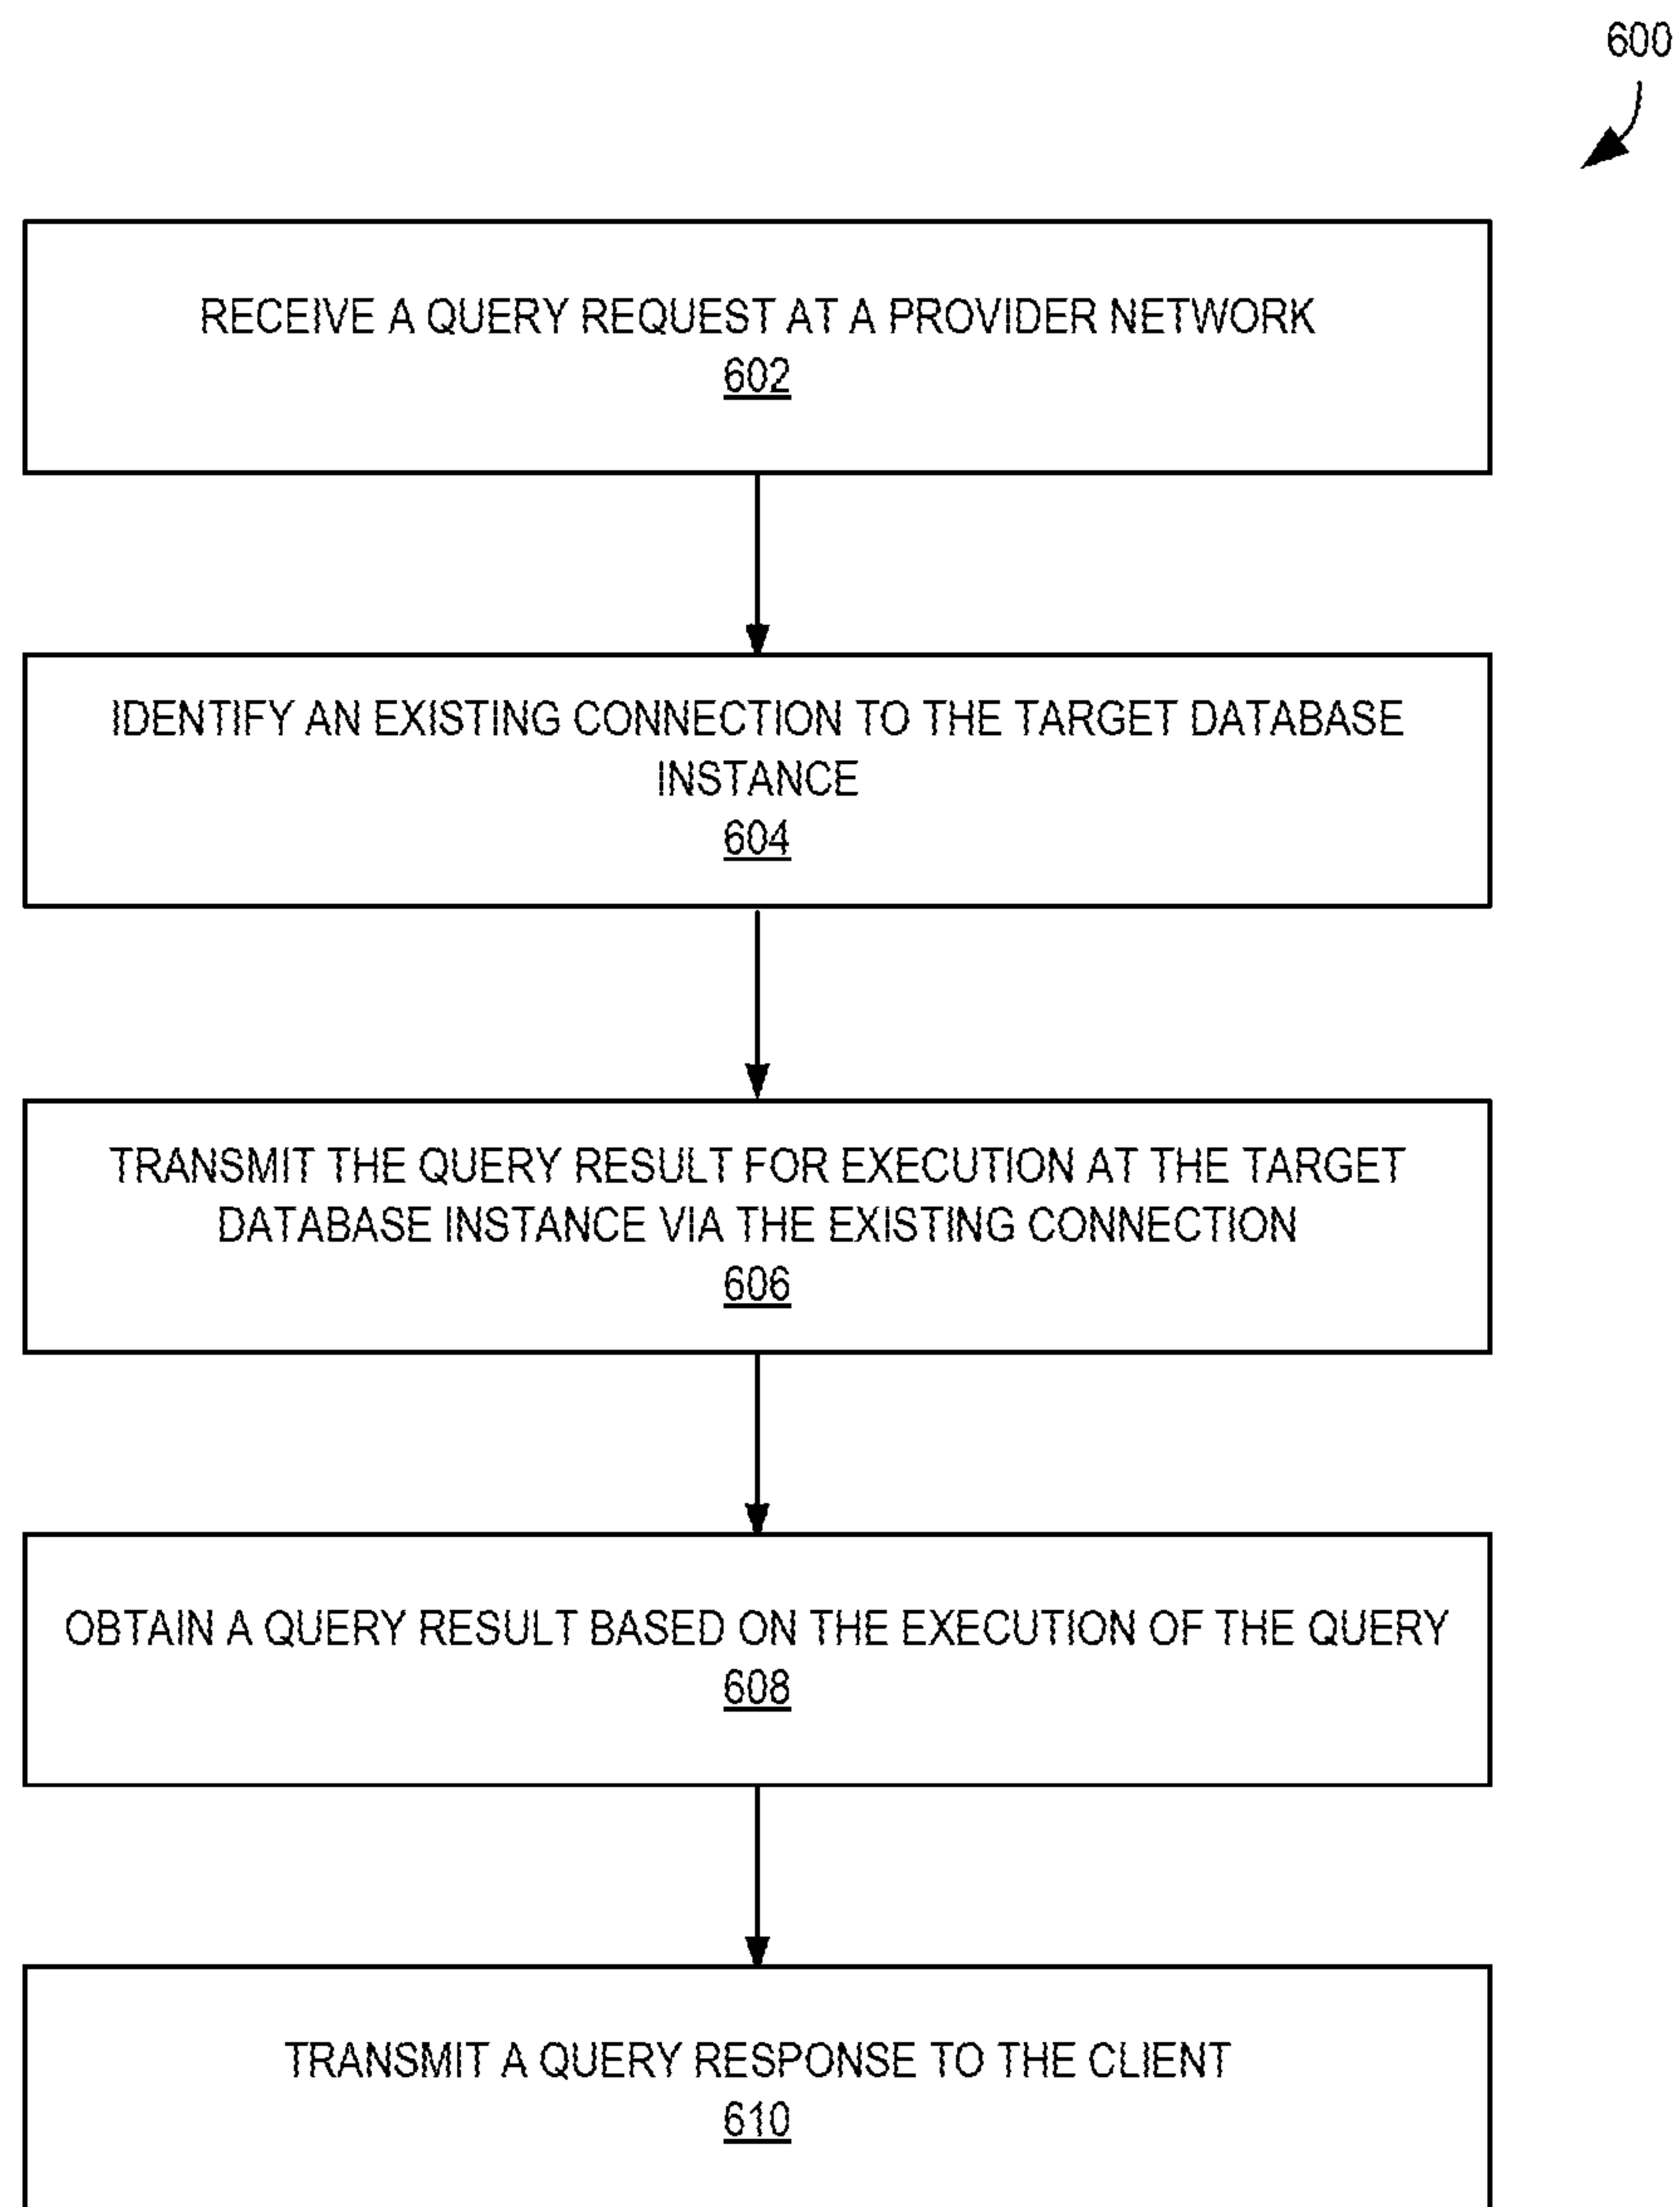 600
RECEIVE A QUERY REQUEST AT A PROVIDER NETWORK
602
IDENTIFY AN EXISTING CONNECTION TO THE TARGET DATABASE
INSTANCE
604
TRANSMIT THE QUERY RESULT FOR EXECUTION AT THE TARGET
DATABASE INSTANCE VIA THE EXISTING CONNECTION
606
OBTAIN A QUERY RESULT BASED ON THE EXECUTION OF THE QUERY
608
TRANSMIT A QUERY RESPONSE TO THE CLIENT
610